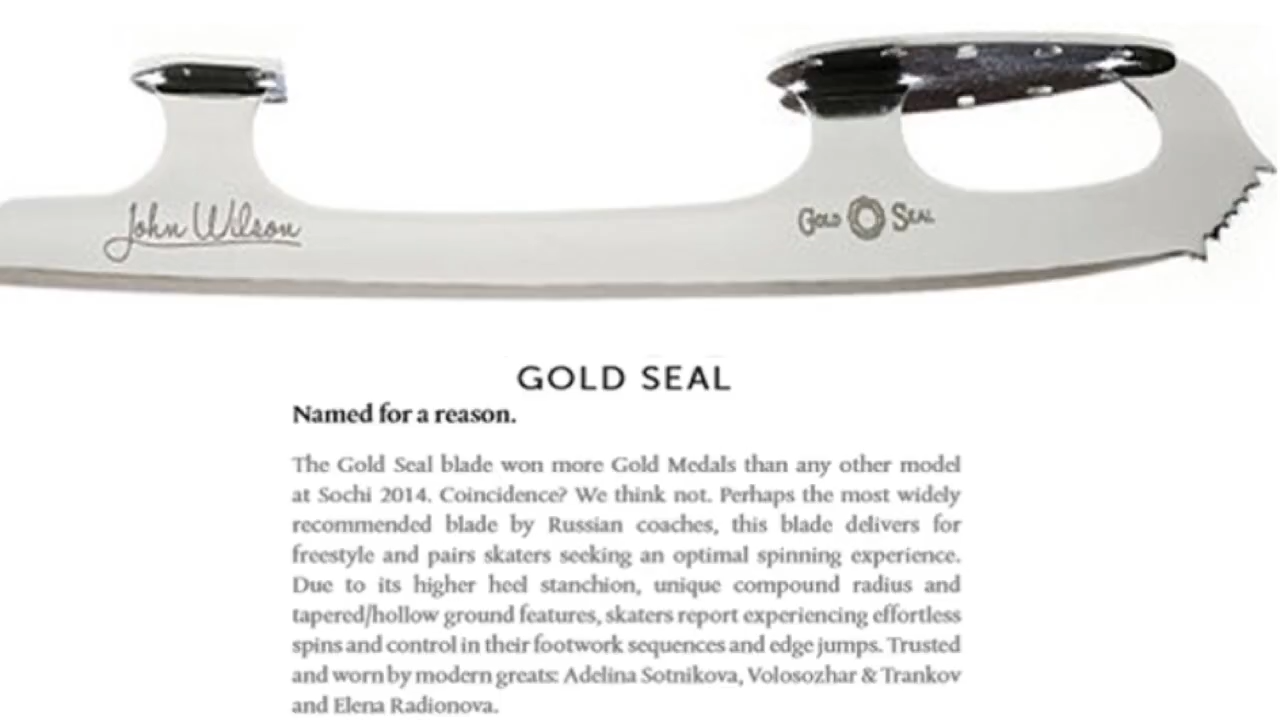 John Wilson
GOLD SEAL
GOLD SEAL
Named for a reason.
The Gold Seal blade won more Gold Medals than any other model
at Sochi 2014. Coincidence? We think not. Perhaps the most widely
recommended blade by Russian coaches, this blade delivers for
freestyle and pairs skaters seeking an optimal spinning experience.
Due to its higher heel stanchion, unique compound radius and
tapered/hollow ground features, skaters report experiencing effortless
spins and control in their footwork sequences and edge jumps. Trusted
and worn by modern greats: Adelina Sotnikova, Volosozhar & Trankov
and Elena Radionova.